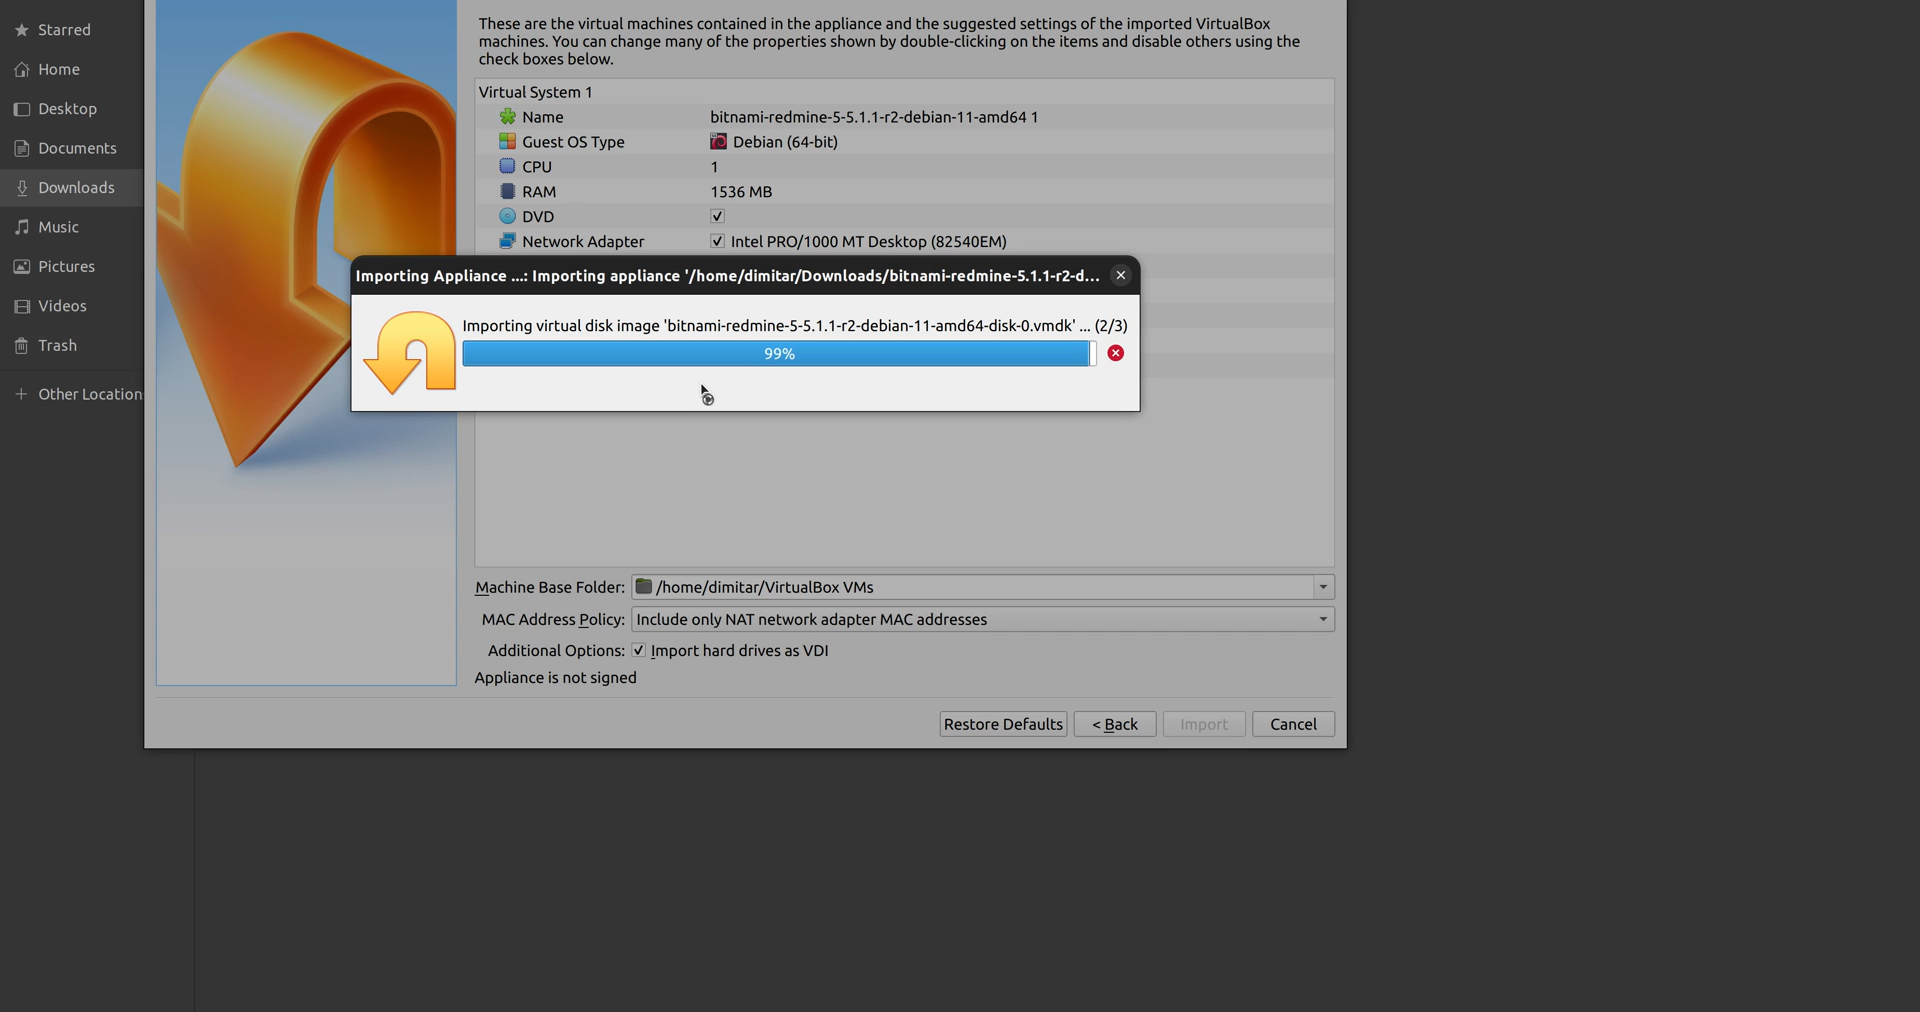 Starred
Home
Desktop
Documents
Downloads
Music
Pictures
Videos
Trash
Other Location
These are the virtual machines contained in the appliance and the suggested settings of the imported VirtualBox
machines. You can change many of the properties shown by double-clicking on the items and disable others using the
check boxes below.
Virtual System 1
Name bitnami-redmine-5-5.1.1-r2-debian-11-amd64 1
Guest OS Type Debian (64-bit)
CPU 1
RAM 1536 MB
DVD
Network Adapter Intel PRO/1000 MT Desktop (82540EM)
Importing Appliance ...: Importing appliance '/home/dimitar/Downloads/bitnami-redmine-5.1.1-r2-d...
Importing virtual disk image 'bitnami-redmine-5-5.1.1-r2-debian-11-amd64-disk-0.vmdk' ... (2/3)
99%
Machine Base Folder: /home/dimitar/VirtualBox VMs
MAC Address Policy: Include only NAT network adapter MAC addresses
Additional Options: Import hard drives as VDI
Appliance is not signed
Restore Defaults < Back Import Cancel